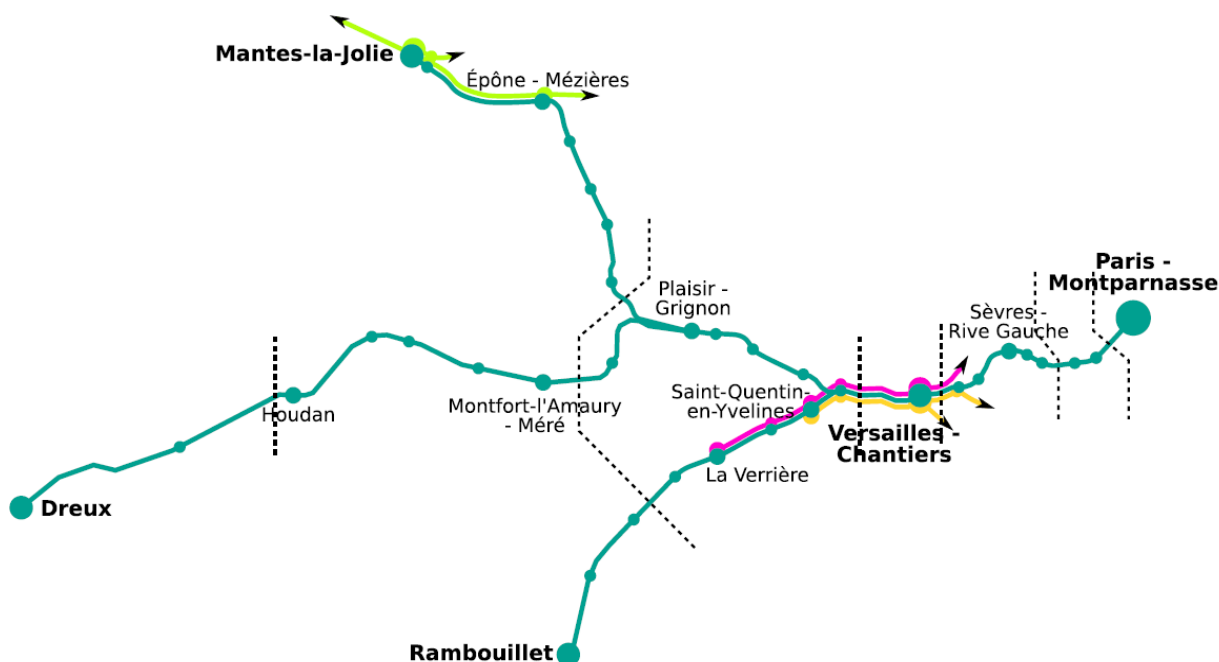 Mantes-la-Jolie
Épône - Mézières
Paris -
Montparnasse
Plaisir -
Grignon
Sèvres -
Rive Gauche
Saint-Quentin-
en-Yvelines
Houdan
Montfort-l'Amaury
- Méré
Versailles -
Chantiers
La Verrière
Dreux
Rambouillet